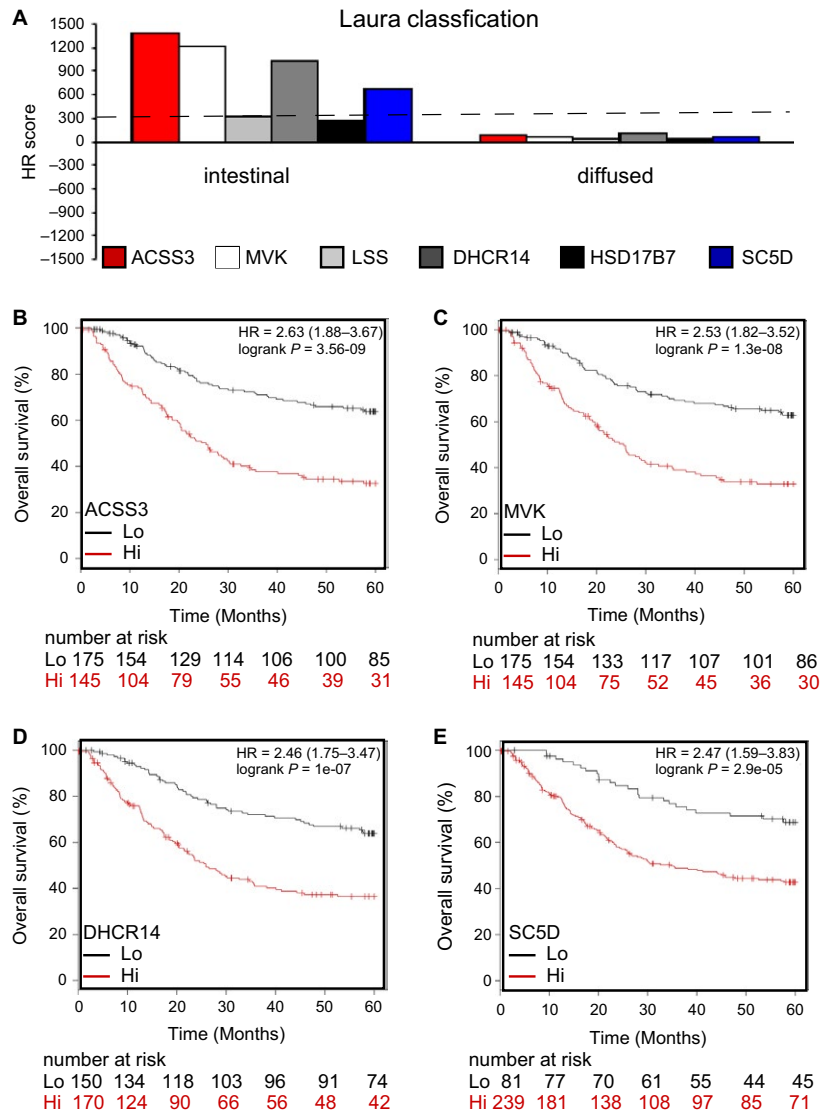 A
Laura classfication
1500
1200
900
600
300
0
–300
–600
–900
–1200
–1500
HR score
intestinal diffused
ACSS3 MVK LSS DHCR14 HSD17B7 SC5D
B
HR = 2.63 (1.88–3.67)
logrank P = 3.56-09
100
80
60
40
20
0
Overall survival (%)
ACSS3
Lo
Hi
0 10 20 30 40 50 60
Time (Months)
number at risk
Lo 175 154 129 114 106 100 85
Hi 145 104 79 55 46 39 31
C
HR = 2.53 (1.82–3.52)
logrank P = 1.3e-08
100
80
60
40
20
0
Overall survival (%)
MVK
Lo
Hi
0 10 20 30 40 50 60
Time (Months)
number at risk
Lo 175 154 133 117 107 101 86
Hi 145 104 75 52 45 36 30
D
HR = 2.46 (1.75–3.47)
logrank P = 1e-07
100
80
60
40
20
0
Overall survival (%)
DHCR14
Lo
Hi
0 10 20 30 40 50 60
Time (Months)
number at risk
Lo 150 134 118 103 96 91 74
Hi 170 124 90 66 56 48 42
E
HR = 2.47 (1.59–3.83)
logrank P = 2.9e-05
100
80
60
40
20
0
Overall survival (%)
SC5D
Lo
Hi
0 10 20 30 40 50 60
Time (Months)
number at risk
Lo 81 77 70 61 55 44 45
Hi 239 181 138 108 97 85 71